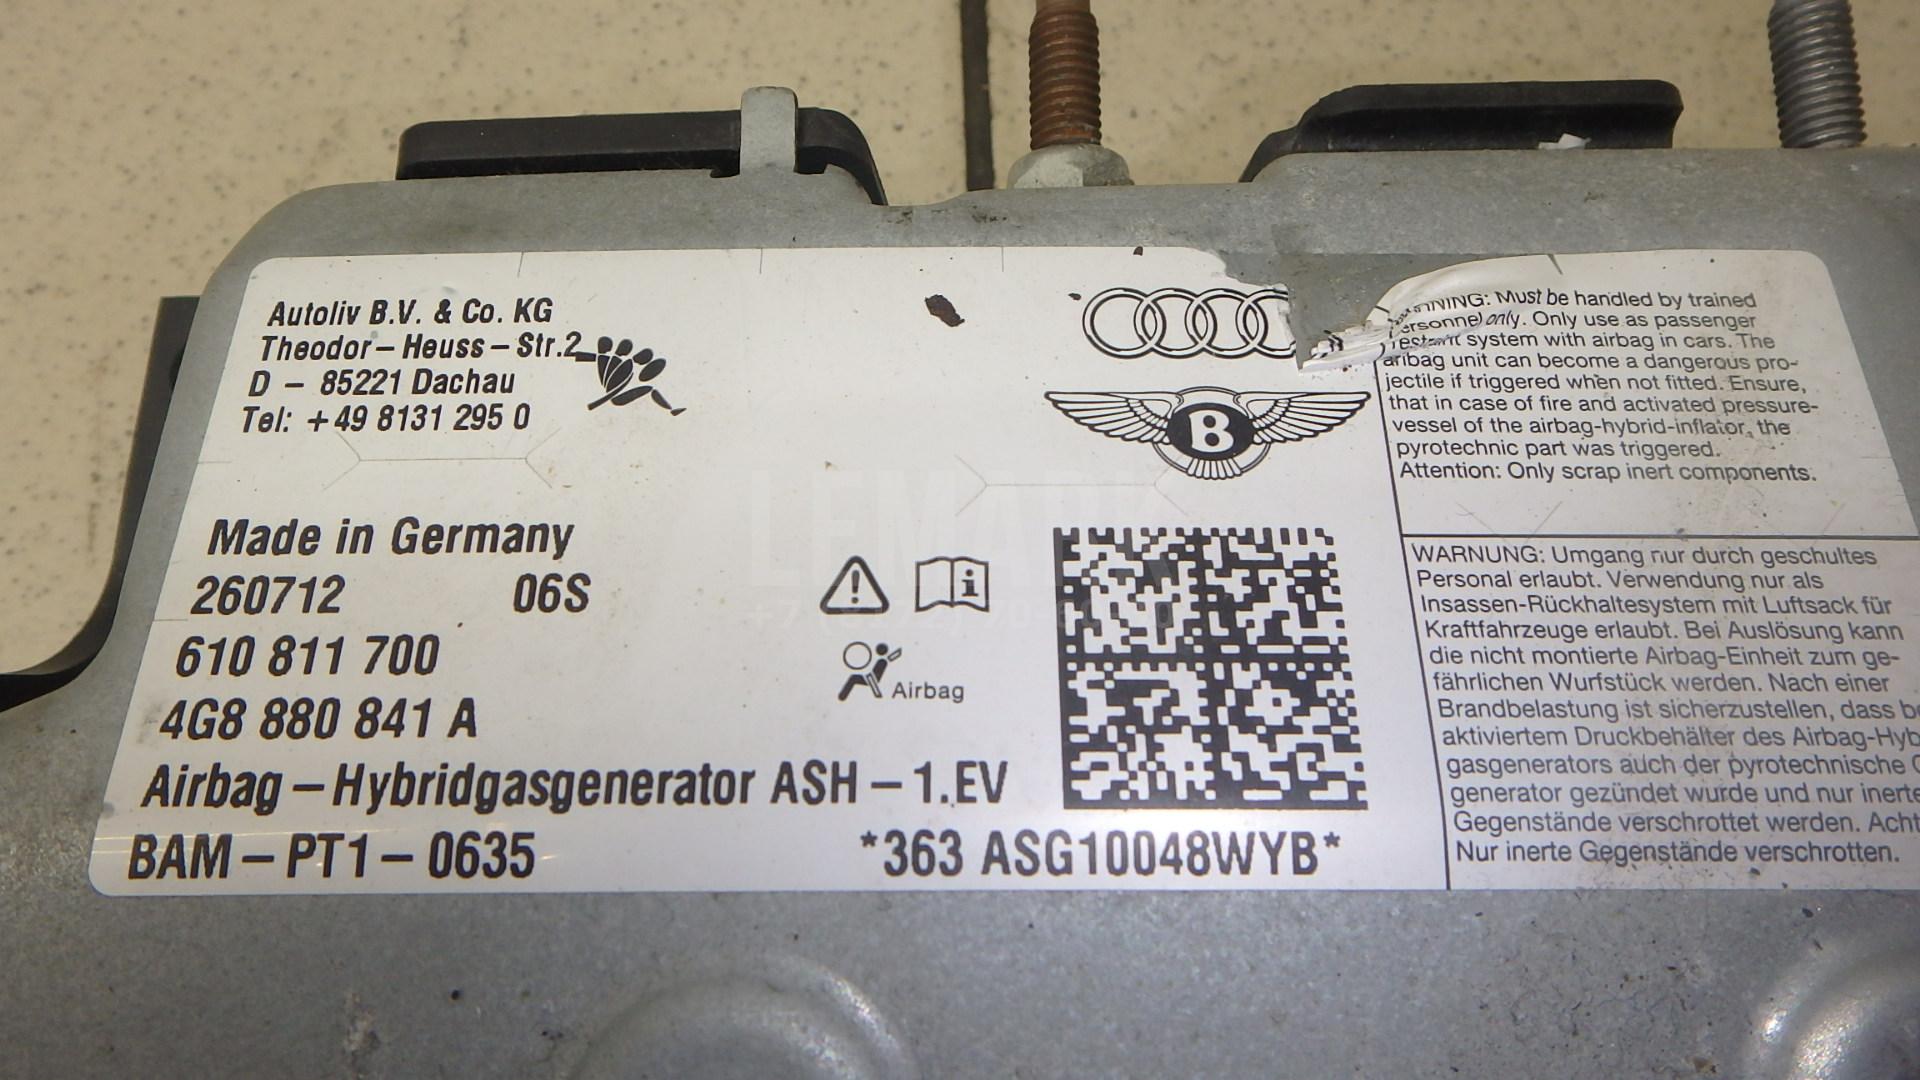 Autoliv B.V. & Co. KG
Theodor – Heuss – Str.2
D – 85221 Dachau
Tel: +49 8131 295 0
Made in Germany
260712 06S
610 811 700
4G8 880 841 A
Airbag – Hybridgasgenerator ASH – 1.EV
BAM – PT1 – 0635 *363 ASG10048WYB*
B
Airbag
LEMARK
Must be handled by trained
only. Only use as passenger
system with airbag in cars. The
aribag unit can become a dangerous pro-
jectile if triggered when not fitted. Ensure,
that in case of fire and activated pressure-
vessel of the airbag-hybrid-inflator, the
pyrotechnic part was triggered.
Attention: Only scrap inert components.
WARNUNG: Umgang nur durch geschultes
Personal erlaubt. Verwendung nur als
Insassen-Rückhaltesystem mit Luftsack für
Kraftfahrzeuge erlaubt. Bei Auslösung kann
die nicht montierte Airbag-Einheit zum ge-
fährlichen Wurfstück werden. Nach einer
Brandbelastung ist sicherzustellen, dass
aktiviertem Druckbehälter des Airbag-Hyb
gasgenerators auch der pyrotechnische
generator gezündet wurde und nur inerte
Gegenstände verschrottet werden. Acht
Nur inerte Gegenstände verschrotten.